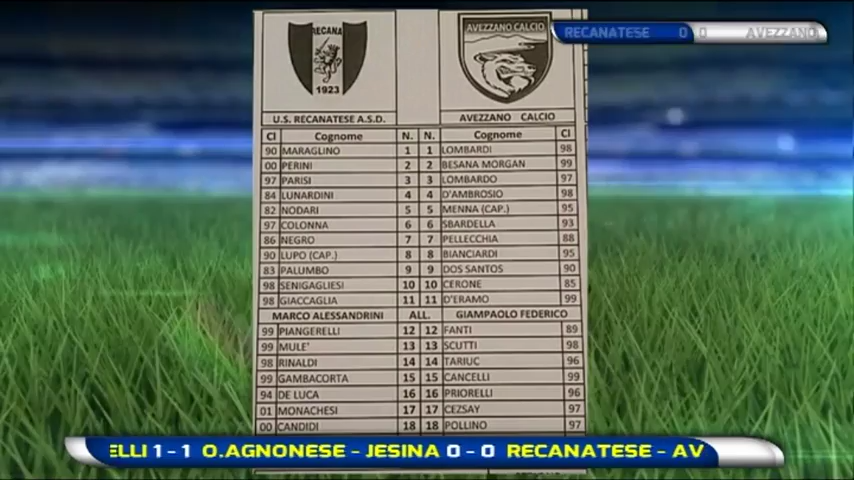 RECANATESE 0 0 AVEZZANO
RECANA
1923
AVEZZANO CALCIO
U.S. RECANATESE A.S.D. AVEZZANO CALCIO
Cl Cognome N. N. Cognome Cl
90 MARAGLINO 1 1 LOMBARDI 98
00 PERINI 2 2 BESANA MORGAN 99
97 PARISI 3 3 LOMBARDO 97
84 LUNARDINI 4 4 D'AMBROSIO 98
82 NODARI 5 5 MENNA (CAP.) 95
97 COLONNA 6 6 SBARDELLA 93
86 NEGRO 7 7 PELLECCHIA 88
90 LUPO (CAP.) 8 8 BIANCIARDI 95
83 PALUMBO 9 9 DOS SANTOS 90
98 SENIGAGLIESI 10 10 CERONE 85
98 GIACCAGLIA 11 11 D'ERAMO 99
MARCO ALESSANDRINI ALL. GIAMPAOLO FEDERICO
99 PIANGERELLI 12 12 FANTI 89
99 MULE' 13 13 SCUTTI 98
98 RINALDI 14 14 TARIUC 96
99 GAMBACORTA 15 15 CANCELLI 99
94 DE LUCA 16 16 PRIORELLI 96
01 MONACHESI 17 17 CEZSAY 97
00 CANDIDI 18 18 POLLINO 97
ELLI 1 - 1 O.AGNONESE - JESINA 0 - 0 RECANATESE - AV